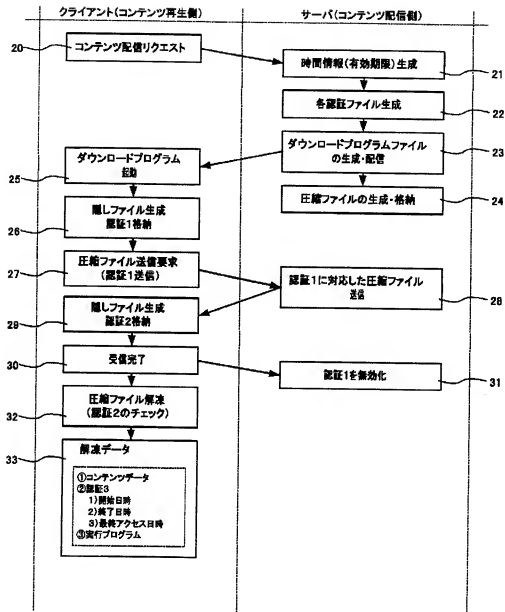 クライアント(コンテンツ再生側)
サーバ(コンテンツ配信側)
20
コンテンツ配信リクエスト
時間情報(有効期限)生成
21
各認証ファイル生成
22
ダウンロードプログラムファイル
の生成・配信
23
ダウンロードプログラム
起動
25
圧縮ファイルの生成・格納
24
隠しファイル生成
認証1格納
26
圧縮ファイル送信要求
(認証1送信)
27
認証1に対応した圧縮ファイル
送信
28
隠しファイル生成
認証2格納
29
受信完了
30
認証1を無効化
31
圧縮ファイル解凍
(認証2のチェック)
32
解凍データ
33
①コンテンツデータ
②認証3
1)開始日時
2)終了日時
3)最終アクセス日時
③実行プログラム